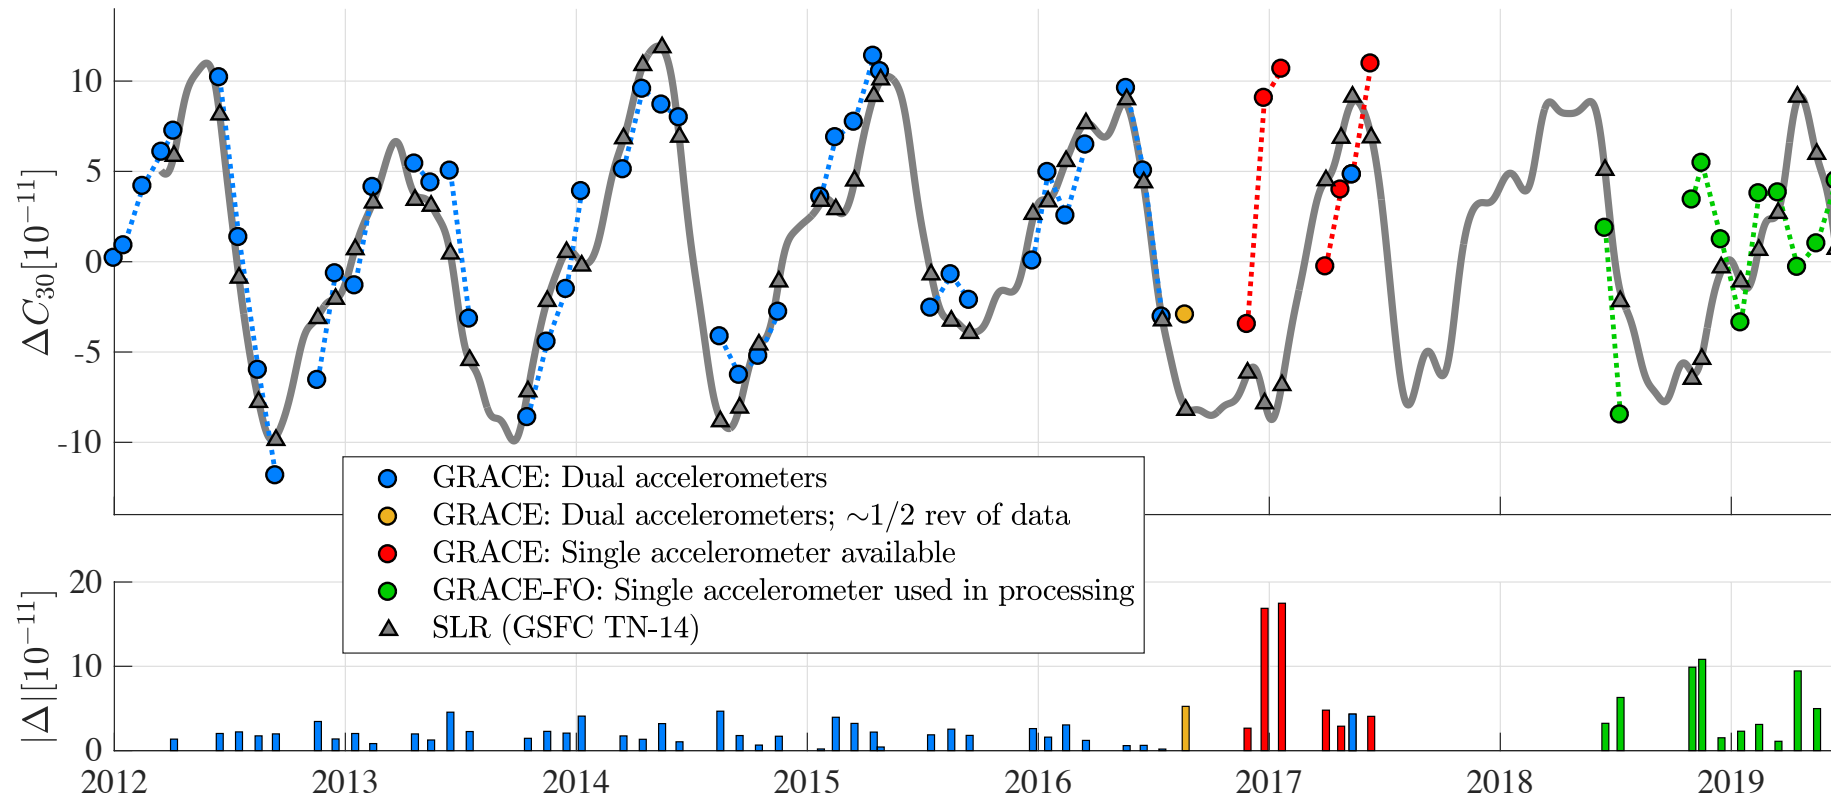 10
5
0
-5
-10
ΔC₃₀[10⁻¹¹]
GRACE: Dual accelerometers
GRACE: Dual accelerometers; ∼1/2 rev of data
GRACE: Single accelerometer available
GRACE-FO: Single accelerometer used in processing
SLR (GSFC TN-14)
20
10
0
|Δ|[10⁻¹¹]
2012 2013 2014 2015 2016 2017 2018 2019